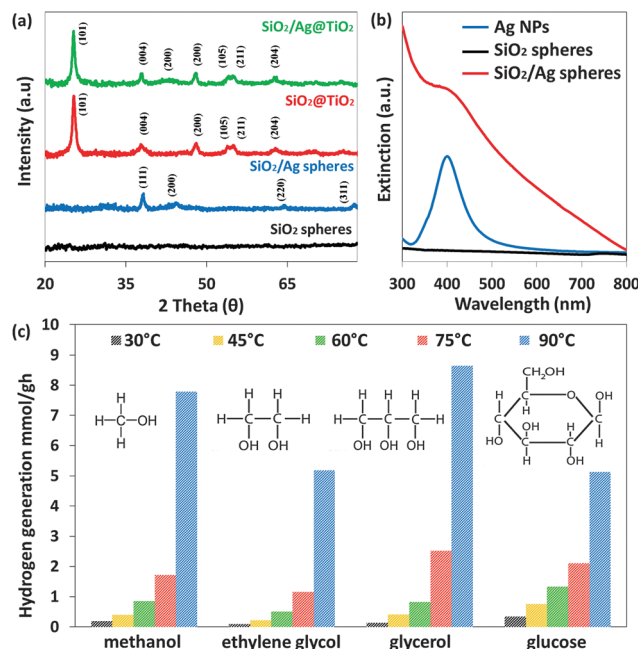 (a)
SiO₂/Ag@TiO₂
(101)
(004)
(200)
(200)
(105)
(211)
(204)
SiO₂@TiO₂
(101)
(004)
(200)
(105)
(211)
(204)
SiO₂/Ag spheres
(111)
(200)
(220)
(311)
SiO₂ spheres
Intensity (a.u)
20 35 50 65
2 Theta (θ)
(b)
Ag NPs
SiO₂ spheres
SiO₂/Ag spheres
Extinction (a.u.)
300 400 500 600 700 800
Wavelength (nm)
(c)
30°C 45°C 60°C 75°C 90°C
Hydrogen generation mmol/gh
10
9
8
7
6
5
4
3
2
1
0
H
H C OH
H
H H
H C C H
OH OH
H H H
H C C C H
OH OH OH
CH₂OH
H C O OH
C H C
HO OH H H
C C
H OH
methanol ethylene glycol glycerol glucose